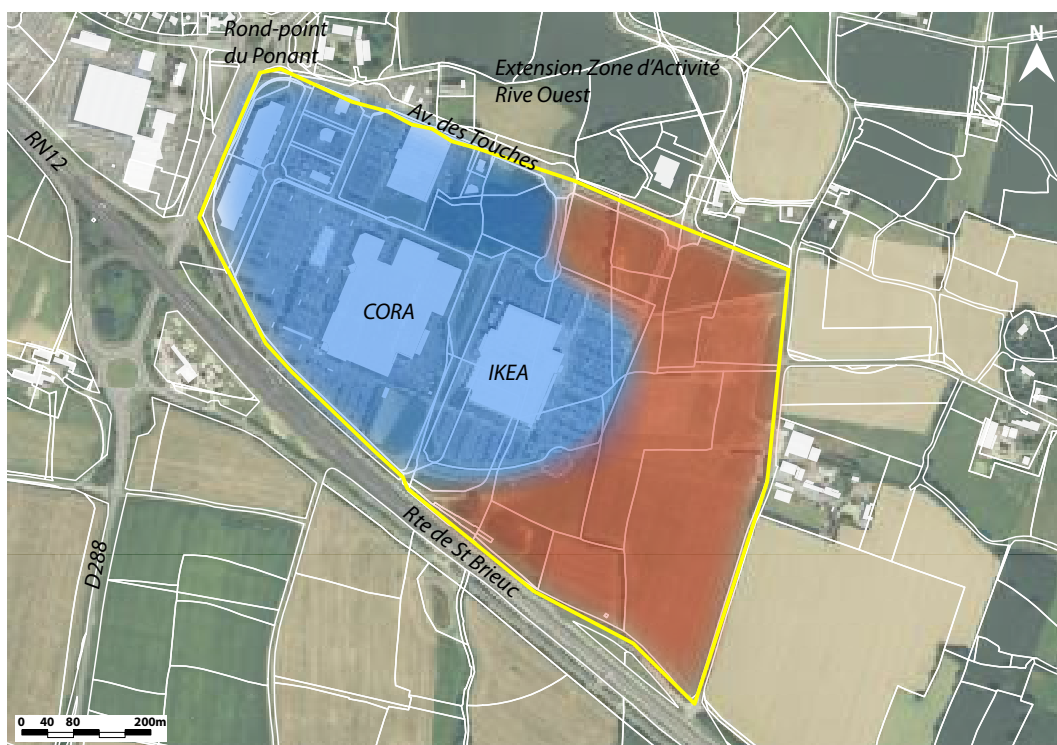 Rond-point
du Ponant
Extension Zone d'Activité
Rive Ouest
N
Av. des Touches
RN12
CORA
IKEA
Rte de St Brieuc
D288
0 40 80 200m